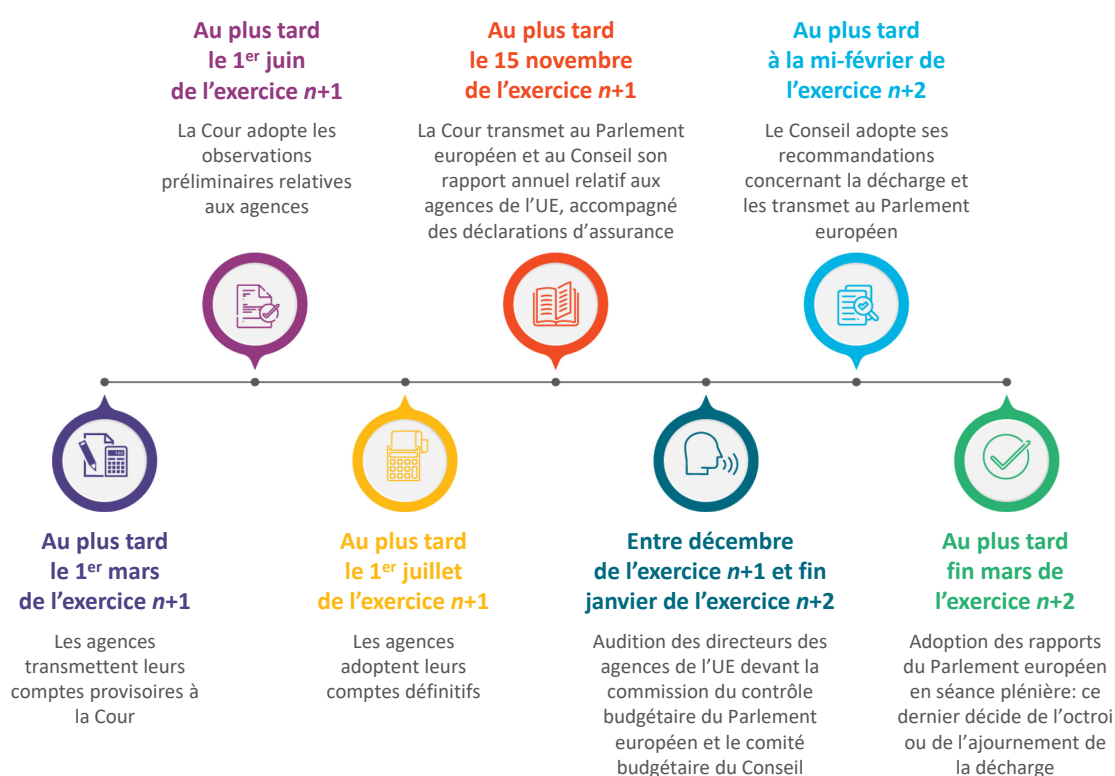 Au plus tard
le 1er juin
de l'exercice n+1
La Cour adopte les
observations
préliminaires relatives
aux agences
Au plus tard
le 15 novembre
de l'exercice n+1
La Cour transmet au Parlement
européen et au Conseil son
rapport annuel relatif aux
agences de l'UE, accompagné
des déclarations d'assurance
Au plus tard
à la mi-février de
l'exercice n+2
Le Conseil adopte ses
recommandations
concernant la décharge et
les transmet au Parlement
européen
Au plus tard
le 1er mars
de l'exercice n+1
Les agences
transmettent leurs
comptes provisoires à
la Cour
Au plus tard
le 1er juillet
de l'exercice n+1
Les agences
adoptent leurs
comptes définitifs
Entre décembre
de l'exercice n+1 et fin
janvier de l'exercice n+2
Audition des directeurs des
agences de l'UE devant la
commission du contrôle
budgétaire du Parlement
européen et le comité
budgétaire du Conseil
Au plus tard
fin mars de
l'exercice n+2
Adoption des rapports
du Parlement européen
en séance plénière: ce
dernier décide de l'octroi
ou de l'ajournement de
la décharge